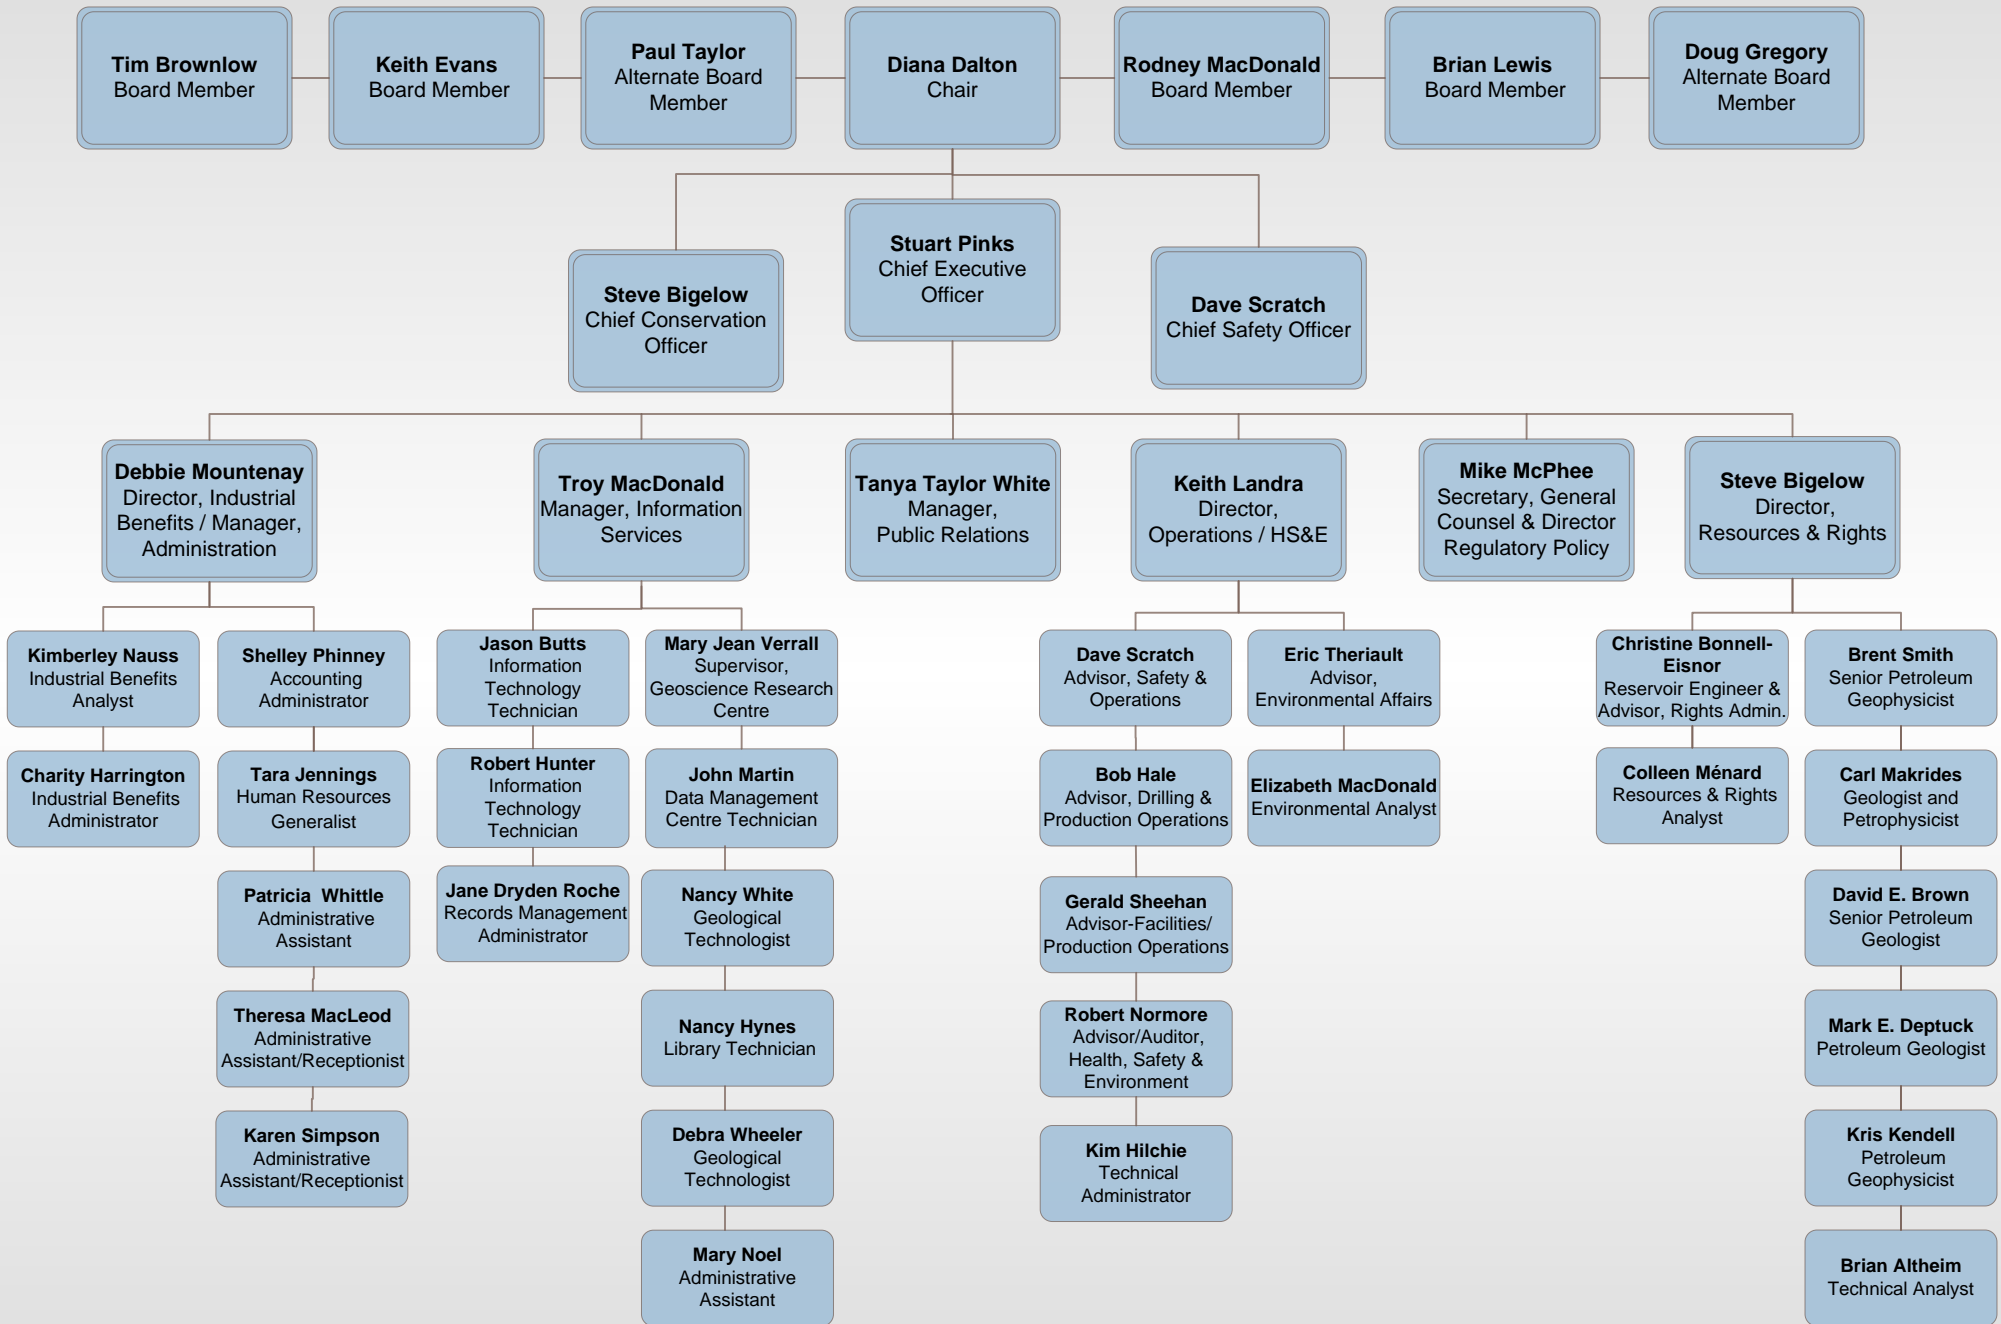 Tim Brownlow
Board Member
Keith Evans
Board Member
Paul Taylor
Alternate Board
Member
Diana Dalton
Chair
Rodney MacDonald
Board Member
Brian Lewis
Board Member
Doug Gregory
Alternate Board
Member
Steve Bigelow
Chief Conservation
Officer
Stuart Pinks
Chief Executive
Officer
Dave Scratch
Chief Safety Officer
Debbie Mountenay
Director, Industrial
Benefits / Manager,
Administration
Troy MacDonald
Manager, Information
Services
Tanya Taylor White
Manager,
Public Relations
Keith Landra
Director,
Operations / HS&E
Mike McPhee
Secretary, General
Counsel & Director
Regulatory Policy
Steve Bigelow
Director,
Resources & Rights
Kimberley Nauss
Industrial Benefits
Analyst
Charity Harrington
Industrial Benefits
Administrator
Shelley Phinney
Accounting
Administrator
Tara Jennings
Human Resources
Generalist
Patricia  Whittle
Administrative
Assistant
Theresa MacLeod
Administrative
Assistant/Receptionist
Karen Simpson
Administrative
Assistant/Receptionist
Jason Butts
Information
Technology
Technician
Robert Hunter
Information
Technology
Technician
Jane Dryden Roche
Records Management
Administrator
Mary Jean Verrall
Supervisor,
Geoscience Research
Centre
John Martin
Data Management
Centre Technician
Nancy White
Geological
Technologist
Nancy Hynes
Library Technician
Debra Wheeler
Geological
Technologist
Mary Noel
Administrative
Assistant
Dave Scratch
Advisor, Safety &
Operations
Bob Hale
Advisor, Drilling &
Production Operations
Gerald Sheehan
Advisor-Facilities/
Production Operations
Robert Normore
Advisor/Auditor,
Health, Safety &
Environment
Kim Hilchie
Technical
Administrator
Eric Theriault
Advisor,
Environmental Affairs
Elizabeth MacDonald
Environmental Analyst
Christine Bonnell-
Eisnor
Reservoir Engineer &
Advisor, Rights Admin.
Colleen Ménard
Resources & Rights
Analyst
Brent Smith
Senior Petroleum
Geophysicist
Carl Makrides
Geologist and
Petrophysicist
David E. Brown
Senior Petroleum
Geologist
Mark E. Deptuck
Petroleum Geologist
Kris Kendell
Petroleum
Geophysicist
Brian Altheim
Technical Analyst